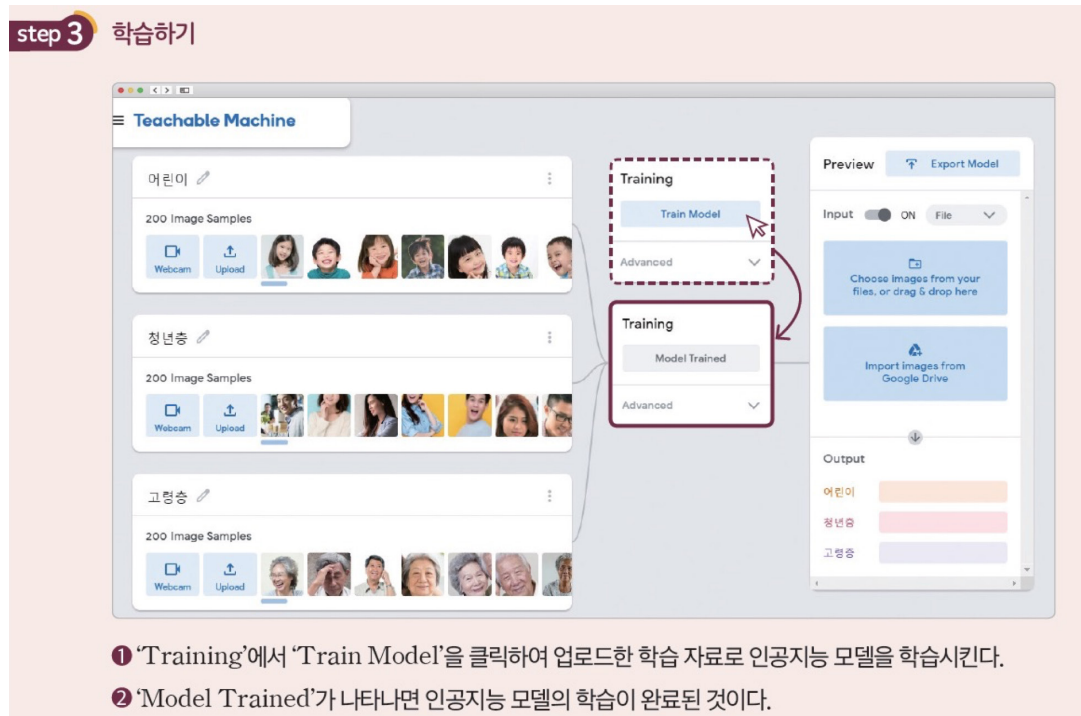 step 3 학습하기
Teachable Machine
어린이
200 Image Samples
Webcam
Upload
청년층
200 Image Samples
Webcam
Upload
고령층
200 Image Samples
Webcam
Upload
Training
Train Model
Advanced
Training
Model Trained
Advanced
Preview
Export Model
Input ON File
Choose images from your
files, or drag & drop here
Import images from
Google Drive
Output
어린이
청년층
고령층
❶ ‘Training’에서 ‘Train Model’을 클릭하여 업로드한 학습 자료로 인공지능 모델을 학습시킨다.
❷ ‘Model Trained’가 나타나면 인공지능 모델의 학습이 완료된 것이다.